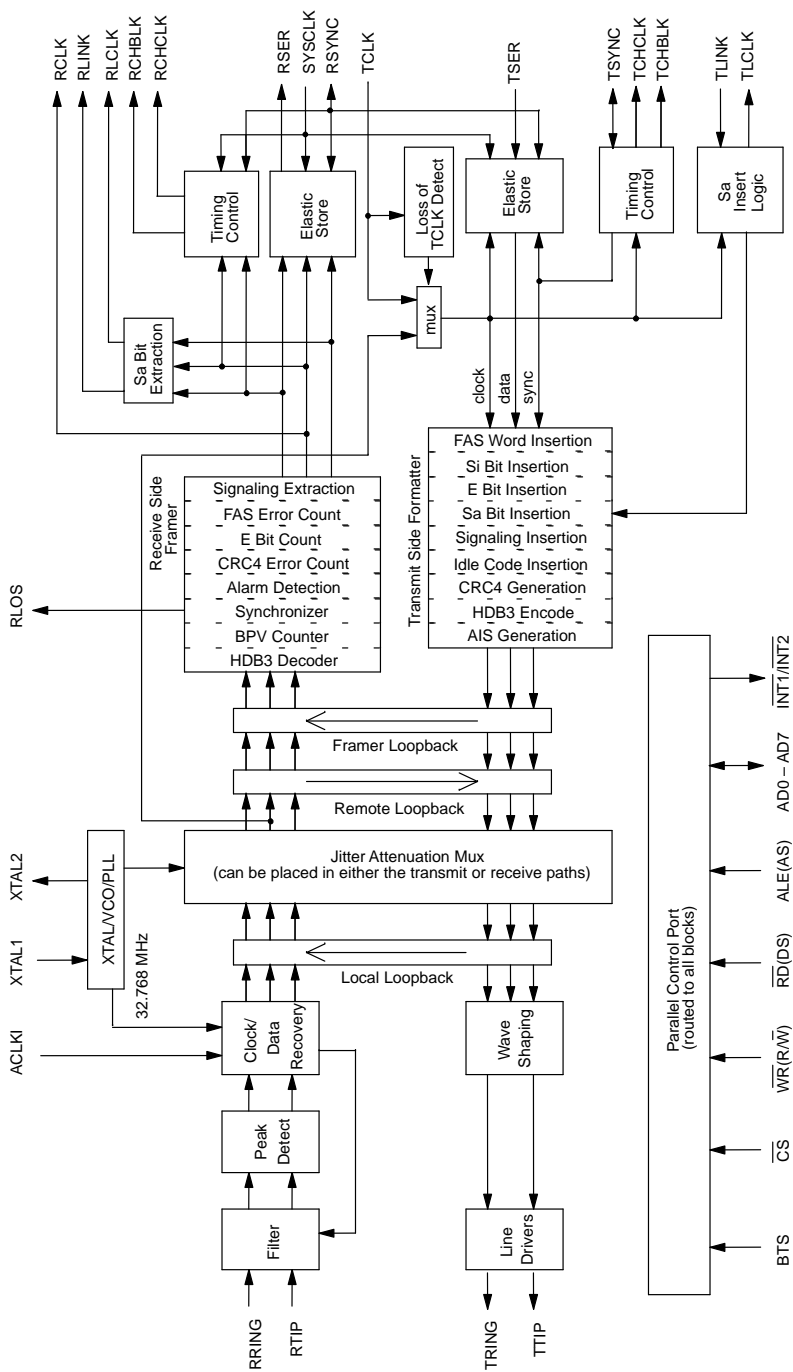 RCLK
RLINK
RLCLK
RCHBLK
RCHCLK
RSER
SYSCLK
RSYNC
TCLK
TSER
TSYNC
TCHCLK
TCHBLK
TLINK
TLCLK
Timing
Control
Elastic
Store
Loss of
TCLK Detect
Elastic
Store
Timing
Control
Sa
Insert
Logic
Sa Bit
Extraction
mux
clock
data
sync
Receive Side
Framer
Signaling Extraction
FAS Error Count
E Bit Count
CRC4 Error Count
Alarm Detection
Synchronizer
BPV Counter
HDB3 Decoder
Transmit Side Formatter
FAS Word Insertion
Si Bit Insertion
E Bit Insertion
Sa Bit Insertion
Signaling Insertion
Idle Code Insertion
CRC4 Generation
HDB3 Encode
AIS Generation
RLOS
Framer Loopback
Remote Loopback
XTAL2
XTAL1
XTAL/VCO/PLL
32.768 MHz
Jitter Attenuation Mux
(can be placed in either the transmit or receive paths)
Local Loopback
ACLKI
Clock/
Data
Recovery
Wave
Shaping
Peak
Detect
Filter
Line
Drivers
RRING
RTIP
TRING
TTIP
Parallel Control Port
(routed to all blocks)
INT1/INT2
AD0 – AD7
ALE(AS)
RD(DS)
WR(R/W)
CS
BTS